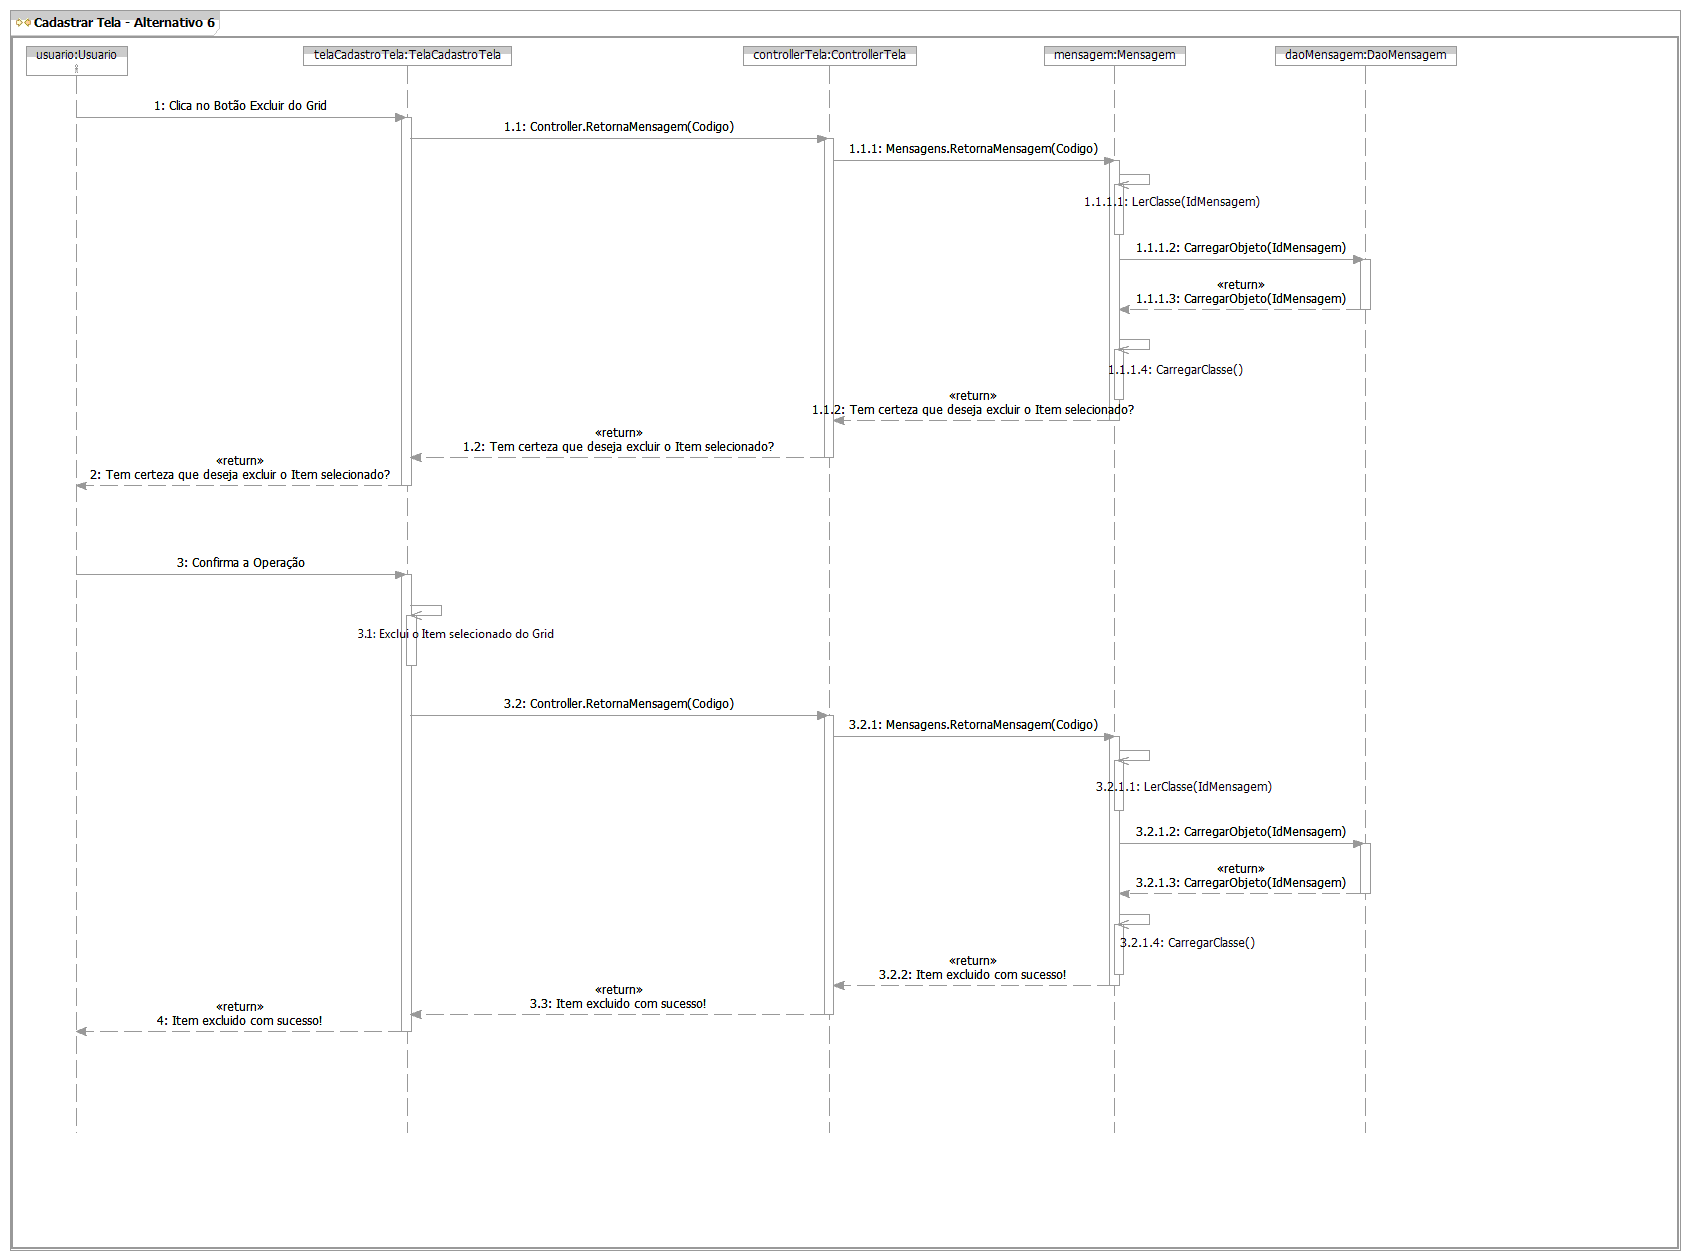 Cadastrar Tela - Alternativo 6
usuario:Usuario
telaCadastroTela:TelaCadastroTela
controllerTela:ControllerTela
mensagem:Mensagem
daoMensagem:DaoMensagem
1: Clica no Botão Excluir do Grid
1.1: Controller.RetornaMensagem(Codigo)
1.1.1: Mensagens.RetornaMensagem(Codigo)
1.1.1.1: LerClasse(IdMensagem)
1.1.1.2: CarregarObjeto(IdMensagem)
«return»
1.1.1.3: CarregarObjeto(IdMensagem)
1.1.1.4: CarregarClasse()
«return»
1.1.2: Tem certeza que deseja excluir o Item selecionado?
«return»
1.2: Tem certeza que deseja excluir o Item selecionado?
«return»
2: Tem certeza que deseja excluir o Item selecionado?
3: Confirma a Operação
3.1: Exclui o Item selecionado do Grid
3.2: Controller.RetornaMensagem(Codigo)
3.2.1: Mensagens.RetornaMensagem(Codigo)
3.2.1.1: LerClasse(IdMensagem)
3.2.1.2: CarregarObjeto(IdMensagem)
«return»
3.2.1.3: CarregarObjeto(IdMensagem)
3.2.1.4: CarregarClasse()
«return»
3.2.2: Item excluido com sucesso!
«return»
3.3: Item excluido com sucesso!
«return»
4: Item excluido com sucesso!